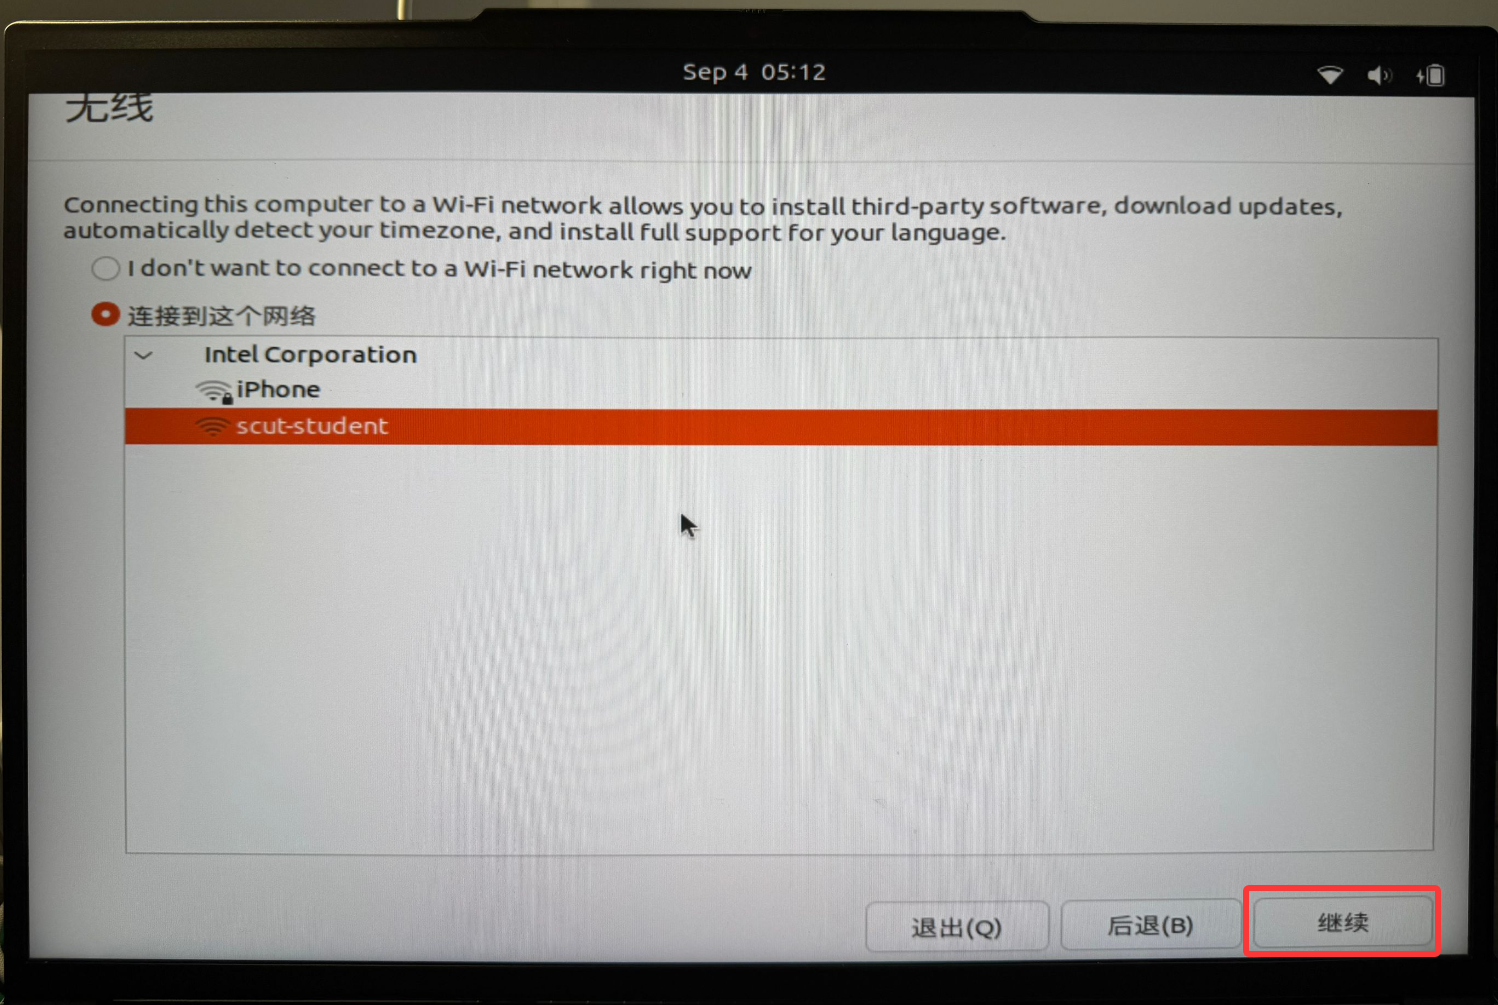 Sep 4 05:12
无线
Connecting this computer to a Wi-Fi network allows you to install third-party software, download updates,
automatically detect your timezone, and install full support for your language.
I don't want to connect to a Wi-Fi network right now
连接到这个网络
Intel Corporation
iPhone
scut-student
退出(Q)
后退(B)
继续